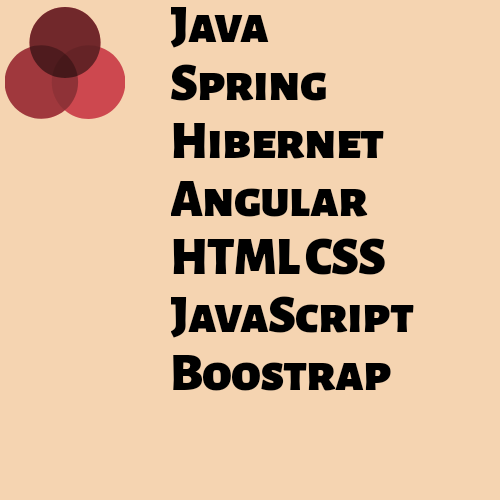 Java
Spring
Hibernet
Angular
HTML CSS
JavaScript
Boostrap